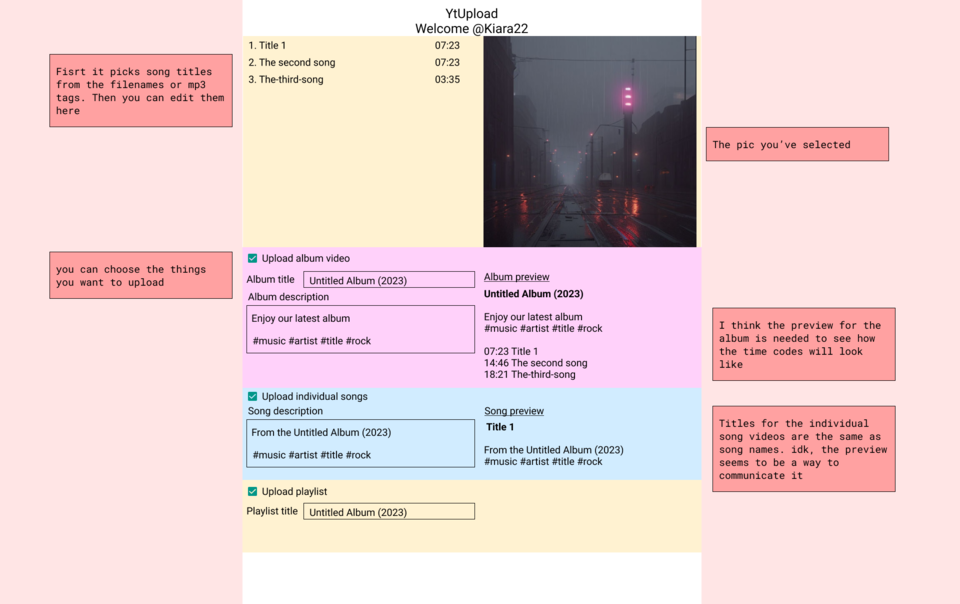 YtUpload
Welcome @Kiara22
1. Title 1 07:23
2. The second song 07:23
3. The-third-song 03:35
Fisrt it picks song titles
from the filenames or mp3
tags. Then you can edit them
here
The pic you've selected
you can choose the things
you want to upload
Upload album video
Album title Untitled Album (2023)
Album description
Enjoy our latest album
#music #artist #title #rock
Album preview
Untitled Album (2023)
Enjoy our latest album
#music #artist #title #rock
07:23 Title 1
14:46 The second song
18:21 The-third-song
I think the preview for the
album is needed to see how
the time codes will look
like
Upload individual songs
Song description
From the Untitled Album (2023)
#music #artist #title #rock
Song preview
Title 1
From the Untitled Album (2023)
#music #artist #title #rock
Titles for the individual
song videos are the same as
song names. idk, the preview
seems to be a way to
communicate it
Upload playlist
Playlist title Untitled Album (2023)